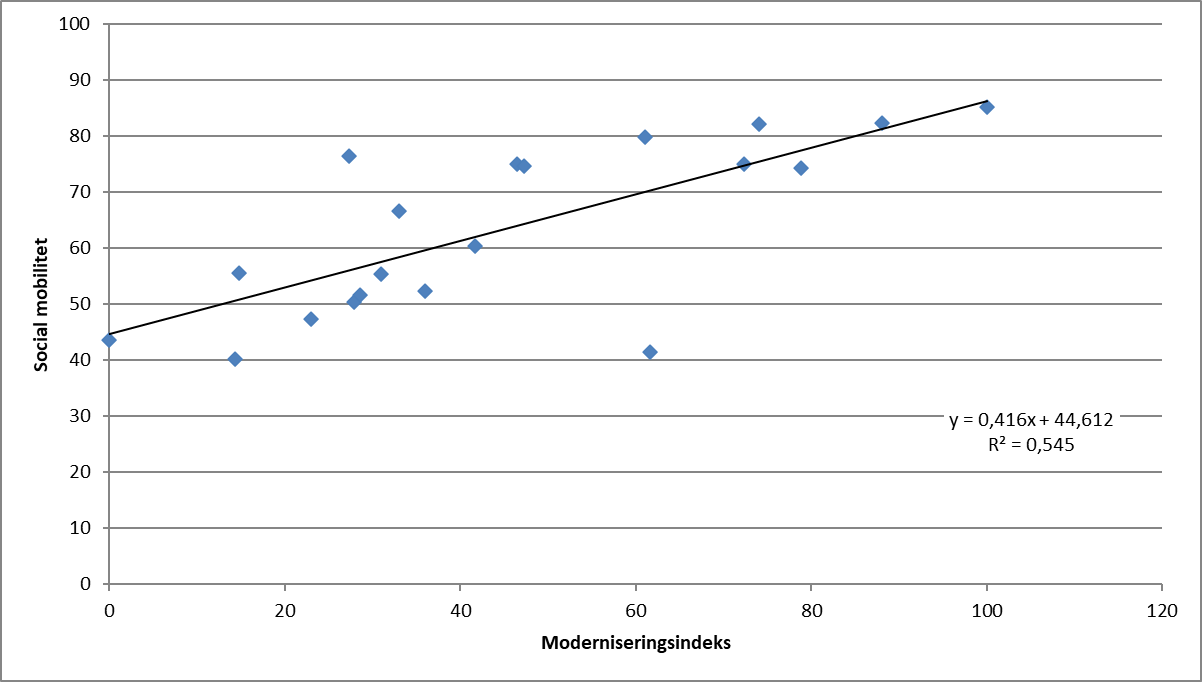 100
90
80
70
60
50
40
30
20
10
0
Social mobilitet
y = 0,416x + 44,612
R² = 0,545
0 20 40 60 80 100 120
Moderniseringsindeks